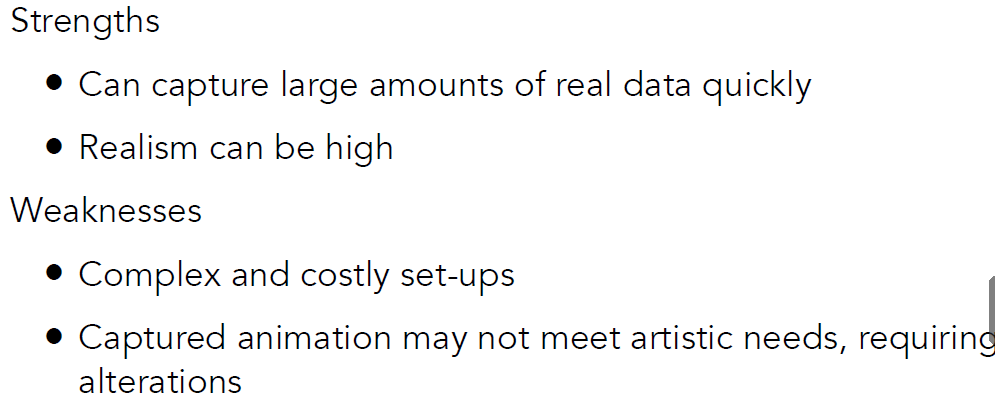 Strengths
• Can capture large amounts of real data quickly
• Realism can be high
Weaknesses
• Complex and costly set-ups
• Captured animation may not meet artistic needs, requiring
alterations